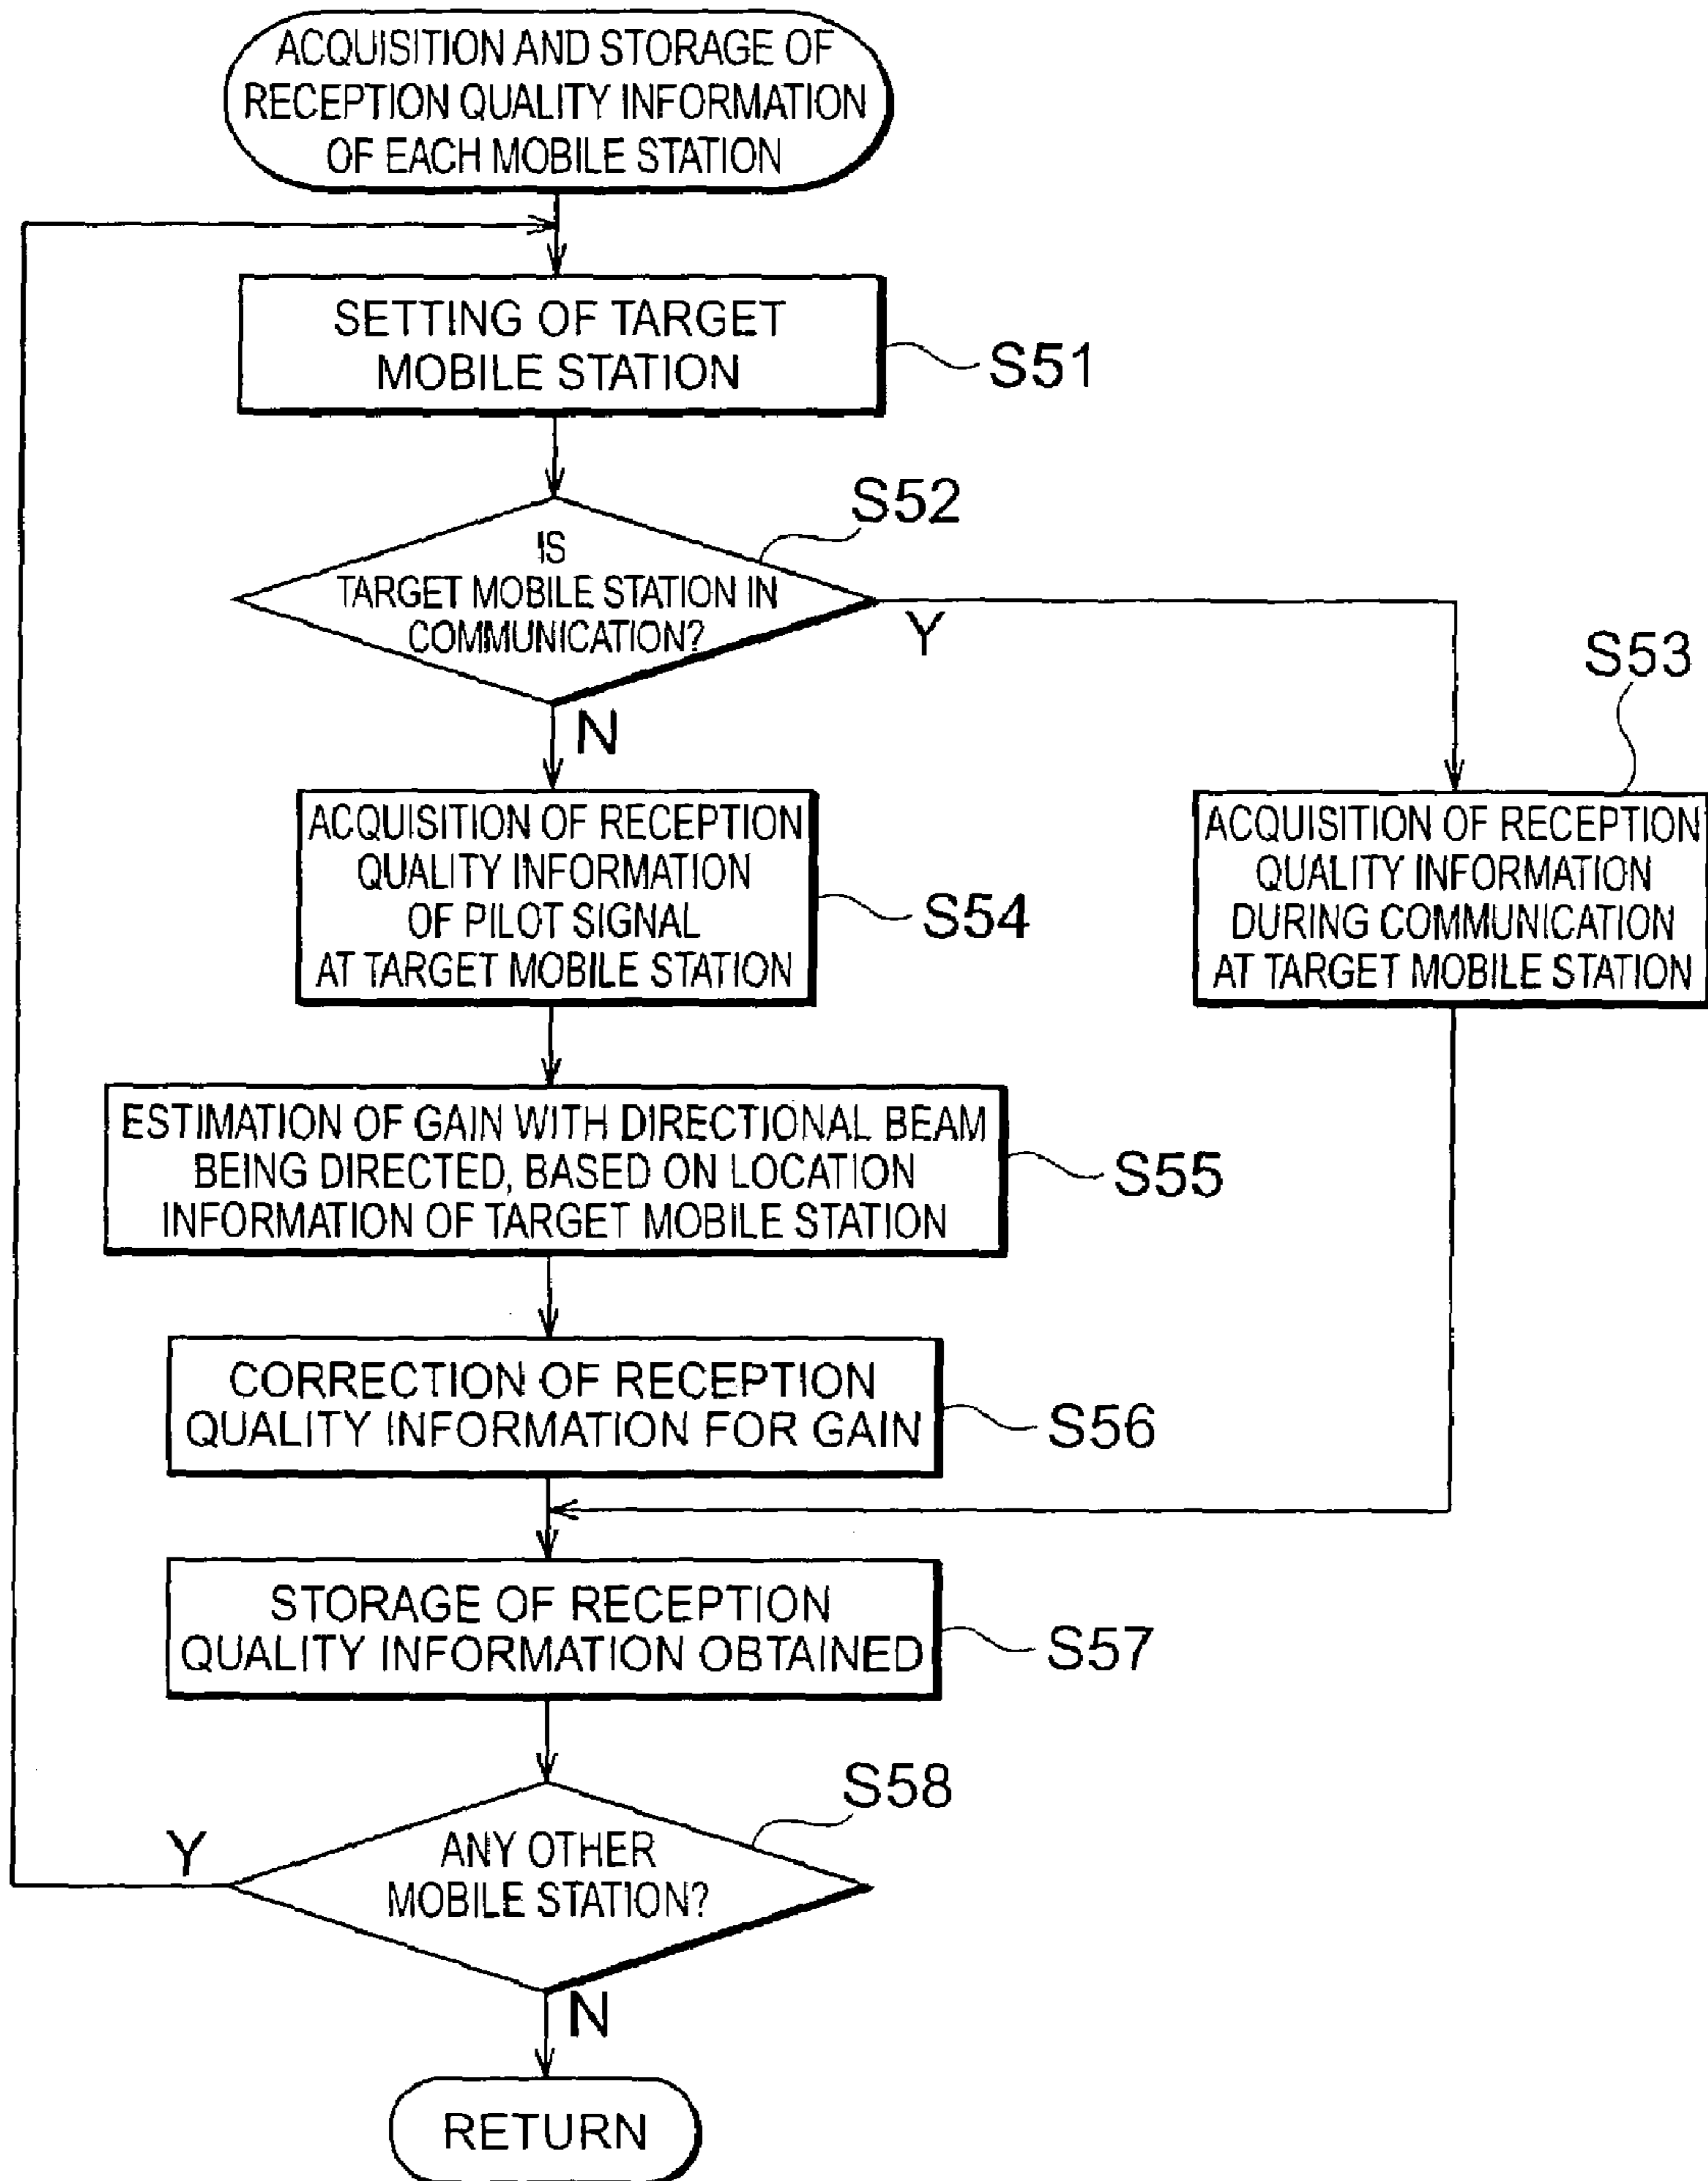 ACQUISITION AND STORAGE OF
RECEPTION QUALITY INFORMATION
OF EACH MOBILE STATION
SETTING OF TARGET
MOBILE STATION
S51
S52
IS
TARGET MOBILE STATION IN
COMMUNICATION?
Y
N
S53
ACQUISITION OF RECEPTION
QUALITY INFORMATION
DURING COMMUNICATION
AT TARGET MOBILE STATION
ACQUISITION OF RECEPTION
QUALITY INFORMATION
OF PILOT SIGNAL
AT TARGET MOBILE STATION
S54
ESTIMATION OF GAIN WITH DIRECTIONAL BEAM
BEING DIRECTED, BASED ON LOCATION
INFORMATION OF TARGET MOBILE STATION
S55
CORRECTION OF RECEPTION
QUALITY INFORMATION FOR GAIN
S56
STORAGE OF RECEPTION
QUALITY INFORMATION OBTAINED
S57
S58
ANY OTHER
MOBILE STATION?
Y
N
RETURN